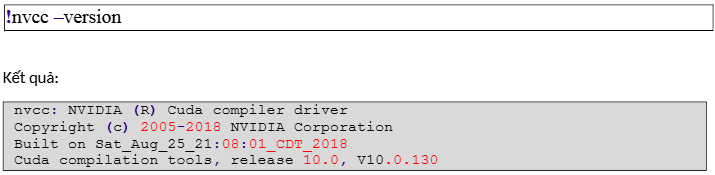 !nvcc –version
Kết quả:
nvcc: NVIDIA (R) Cuda compiler driver
Copyright (c) 2005-2018 NVIDIA Corporation
Built on Sat_Aug_25_21:08:01_CDT_2018
Cuda compilation tools, release 10.0, V10.0.130